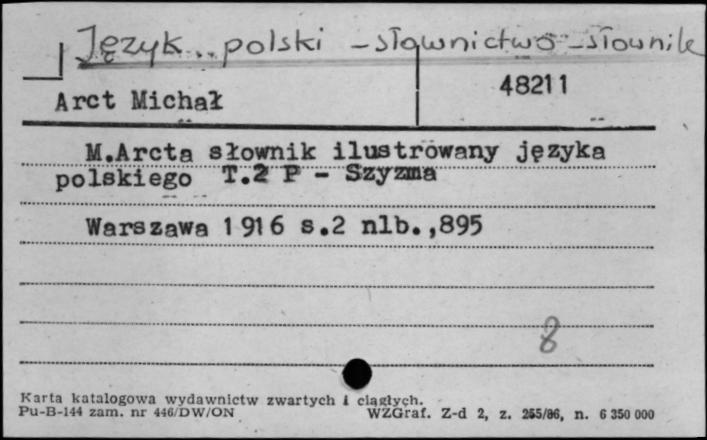 Język polski - słownictwo - słownik
Arct Michał
48211
M.Arcta słownik ilustrowany języka
polskiego T.2 P - Szyzma
Warszawa 1916 s.2 nlb.,895
8
Karta katalogowa wydawnictw zwartych i ciągłych.
Pu-B-144 zam. nr 446/DW/ON
WZGraf. Z-d 2, z. 255/86, n. 6 350 000